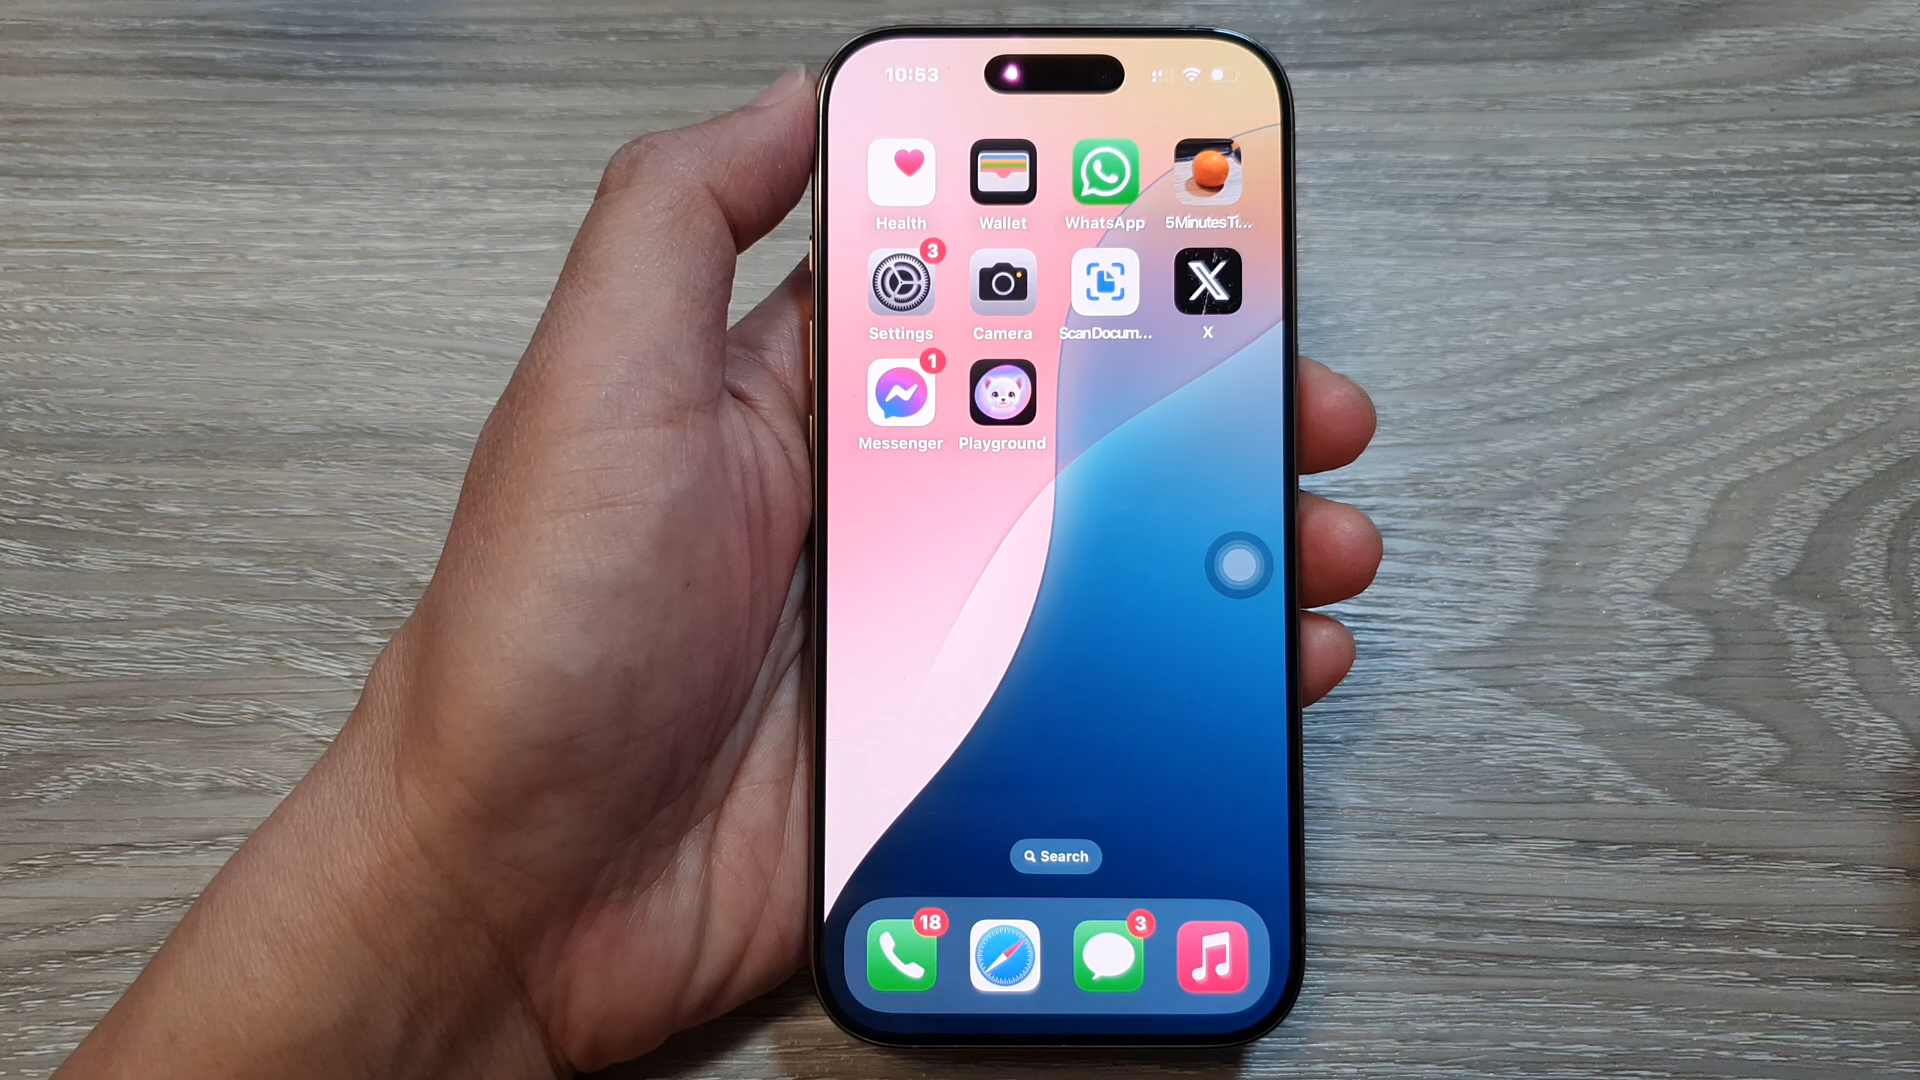 10:53
Health Wallet WhatsApp 5MinutesTi...
3
Settings Camera ScanDocum... X
1
Messenger Playground
Search
18 3